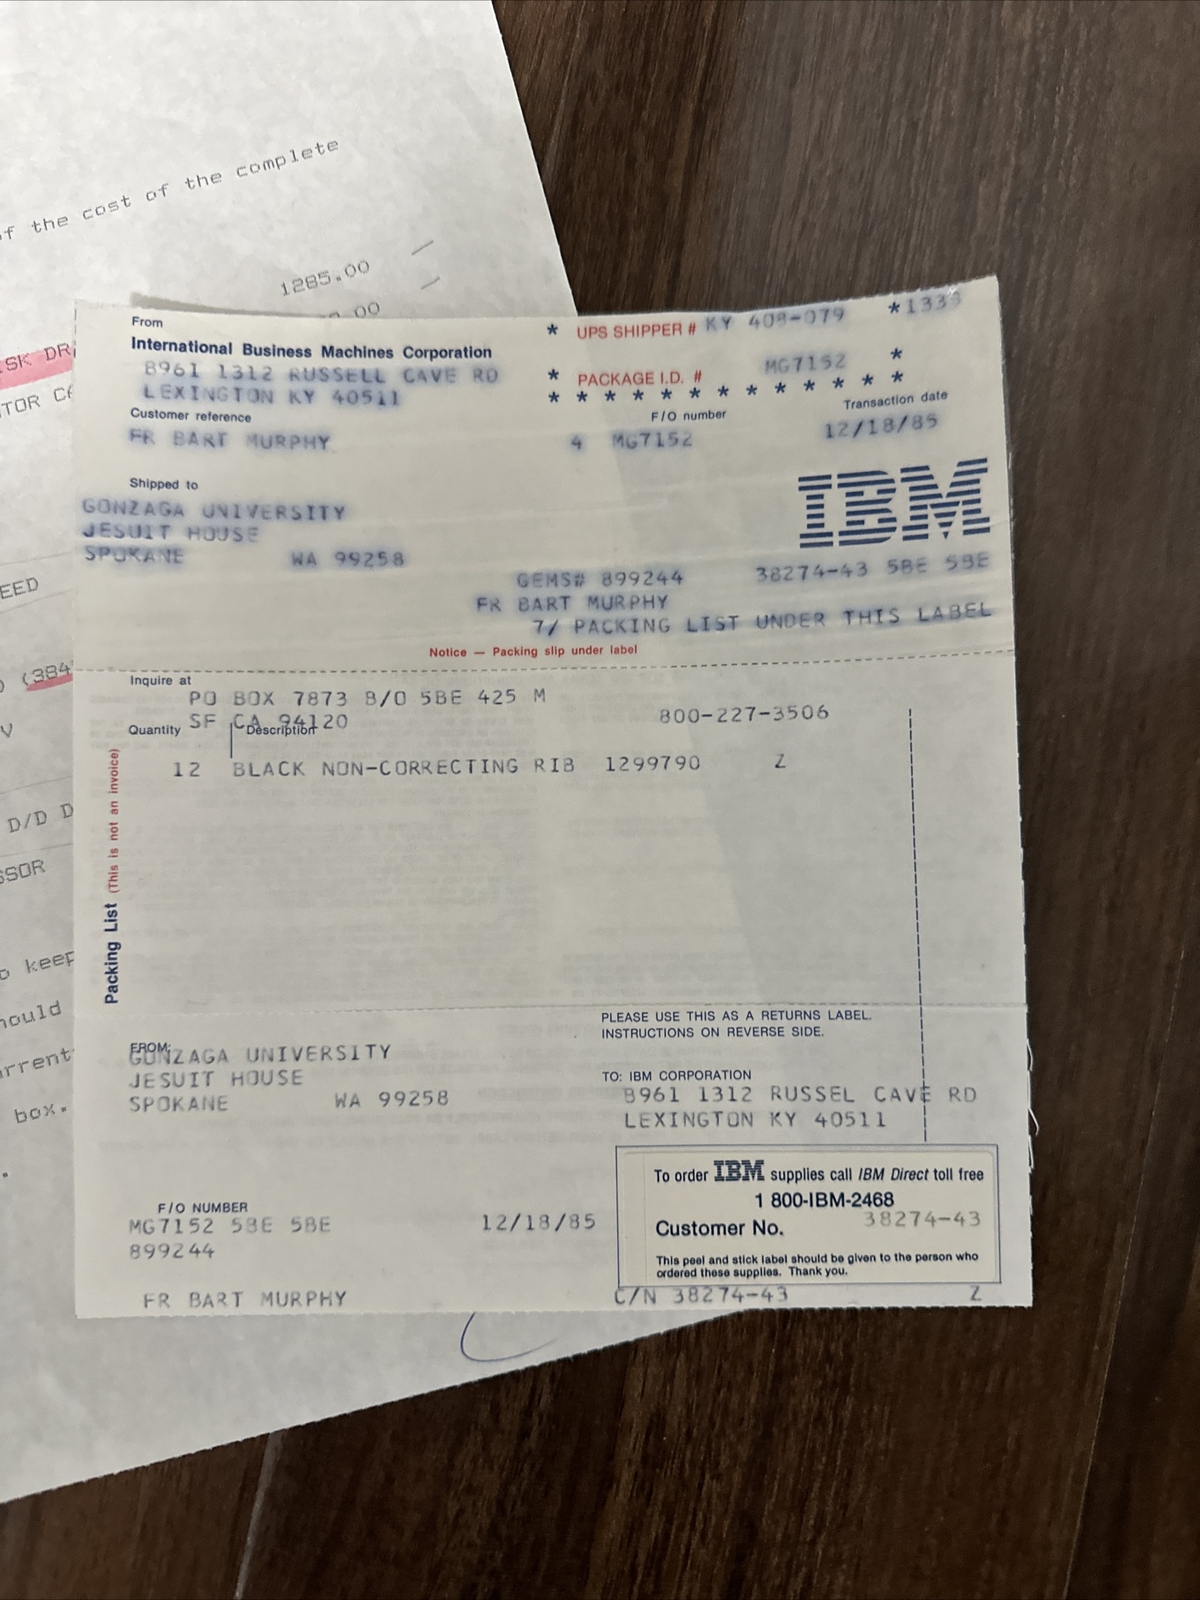 of the cost of the complete
1285.00
.00
ISK DR
TOR CA
EED
(384
V
D/D D
SSOR
keep
hould
rrent
box.
From
International Business Machines Corporation
8961 1312 RUSSELL CAVE RD
LEXINGTON KY 40511
* UPS SHIPPER # KY 408-079 *1333
* PACKAGE I.D. # MG7152 *
* * * * * * * * * * * * *
Customer reference F/O number Transaction date
FR BART MURPHY 4 MG7152 12/18/85
Shipped to
GONZAGA UNIVERSITY
JESUIT HOUSE
SPOKANE WA 99258
IBM
GEMS# 899244 38274-43 5BE 5BE
FR BART MURPHY
7/ PACKING LIST UNDER THIS LABEL
Notice — Packing slip under label
Inquire at
PO BOX 7873 B/O 5BE 425 M
SF CA 94120 800-227-3506
Quantity Description
12 BLACK NON-CORRECTING RIB 1299790 Z
Packing List (This is not an invoice)
PLEASE USE THIS AS A RETURNS LABEL.
INSTRUCTIONS ON REVERSE SIDE.
FROM:
GONZAGA UNIVERSITY
JESUIT HOUSE
SPOKANE WA 99258
TO: IBM CORPORATION
8961 1312 RUSSEL CAVE RD
LEXINGTON KY 40511
F/O NUMBER
MG7152 5BE 5BE 12/18/85
899244
FR BART MURPHY
To order IBM supplies call IBM Direct toll free
1 800-IBM-2468
Customer No. 38274-43
This peel and stick label should be given to the person who
ordered these supplies. Thank you.
C/N 38274-43 Z